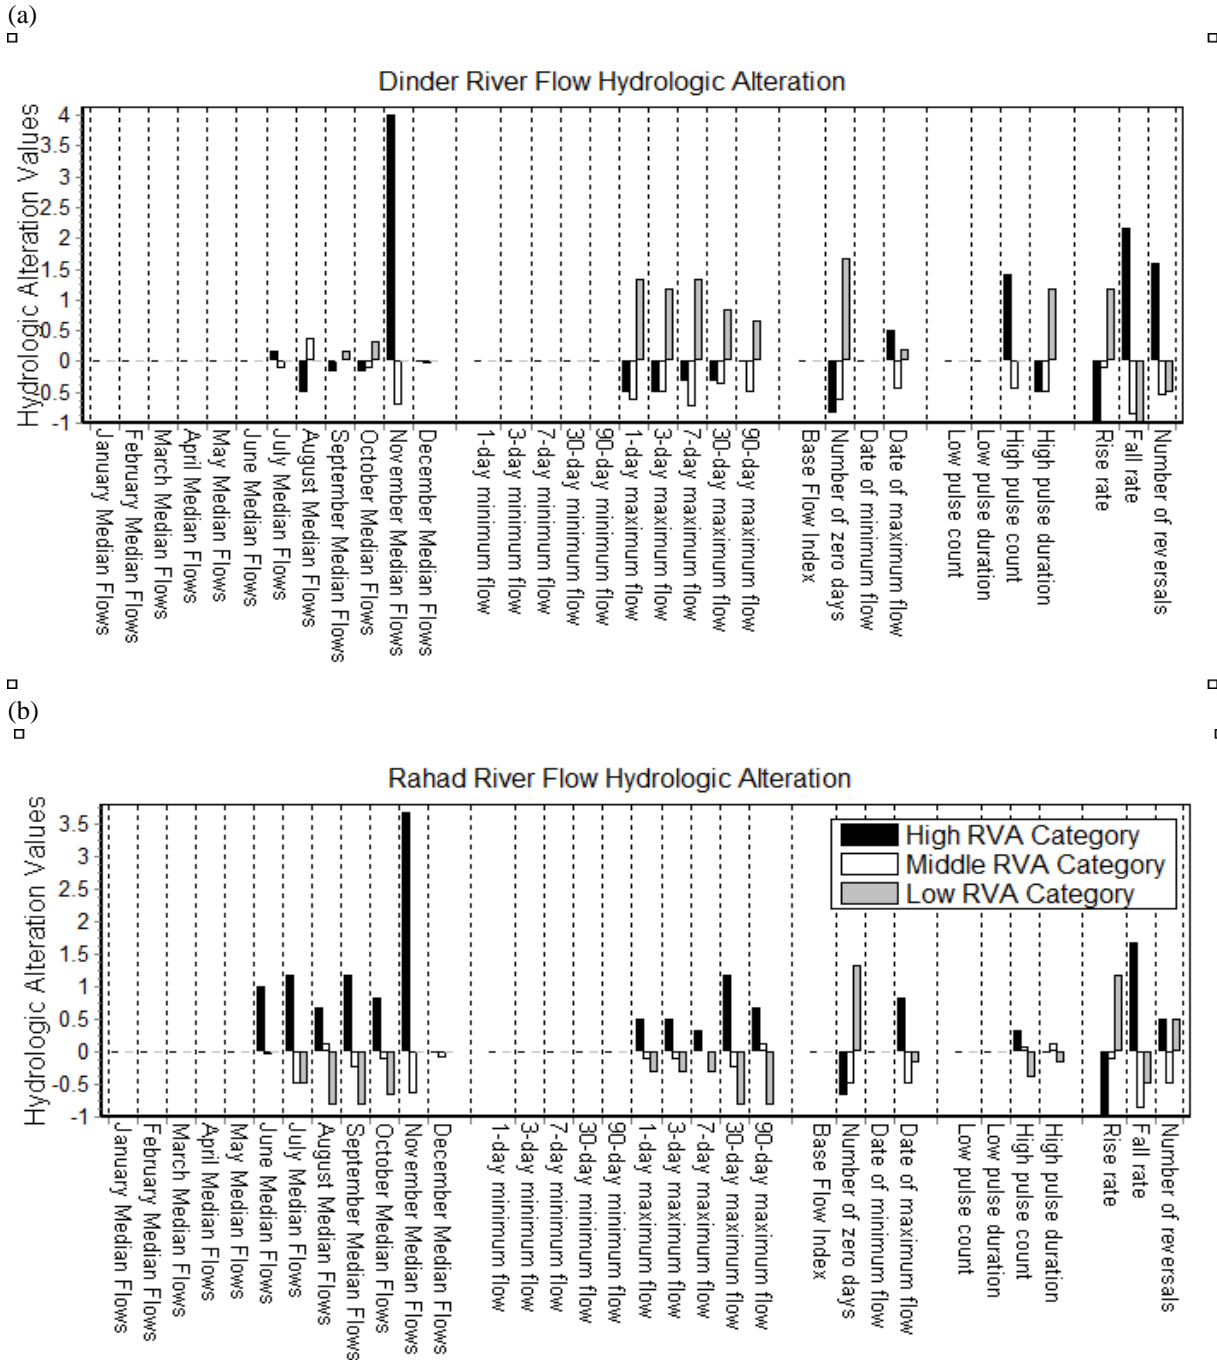 (a)
Dinder River Flow Hydrologic Alteration
Hydrologic Alteration Values
4
3.5
3
2.5
2
1.5
1
0.5
0
-0.5
-1
January Median Flows
February Median Flows
March Median Flows
April Median Flows
May Median Flows
June Median Flows
July Median Flows
August Median Flows
September Median Flows
October Median Flows
November Median Flows
December Median Flows
1-day minimum flow
3-day minimum flow
7-day minimum flow
30-day minimum flow
90-day minimum flow
1-day maximum flow
3-day maximum flow
7-day maximum flow
30-day maximum flow
90-day maximum flow
Base Flow Index
Number of zero days
Date of minimum flow
Date of maximum flow
Low pulse count
Low pulse duration
High pulse count
High pulse duration
Rise rate
Fall rate
Number of reversals
(b)
Rahad River Flow Hydrologic Alteration
Hydrologic Alteration Values
3.5
3
2.5
2
1.5
1
0.5
0
-0.5
-1
High RVA Category
Middle RVA Category
Low RVA Category
January Median Flows
February Median Flows
March Median Flows
April Median Flows
May Median Flows
June Median Flows
July Median Flows
August Median Flows
September Median Flows
October Median Flows
November Median Flows
December Median Flows
1-day minimum flow
3-day minimum flow
7-day minimum flow
30-day minimum flow
90-day minimum flow
1-day maximum flow
3-day maximum flow
7-day maximum flow
30-day maximum flow
90-day maximum flow
Base Flow Index
Number of zero days
Date of minimum flow
Date of maximum flow
Low pulse count
Low pulse duration
High pulse count
High pulse duration
Rise rate
Fall rate
Number of reversals